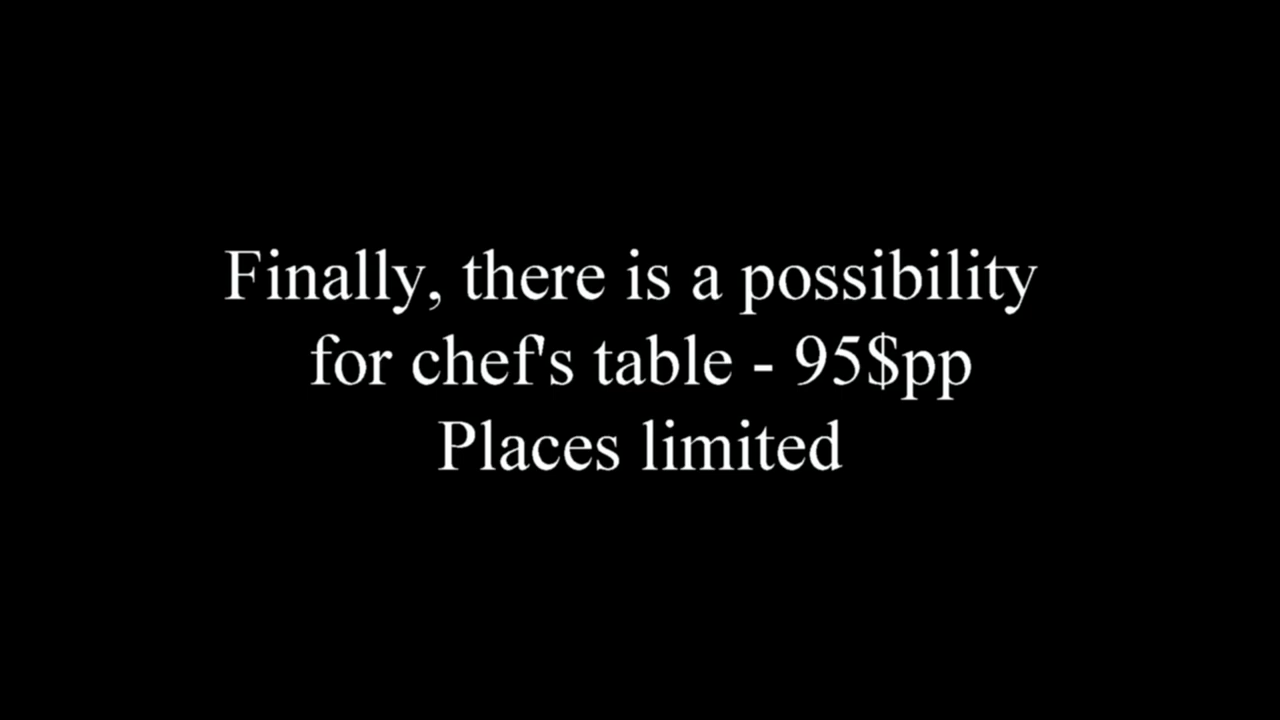 Finally, there is a possibility
for chef's table - 95$pp
Places limited